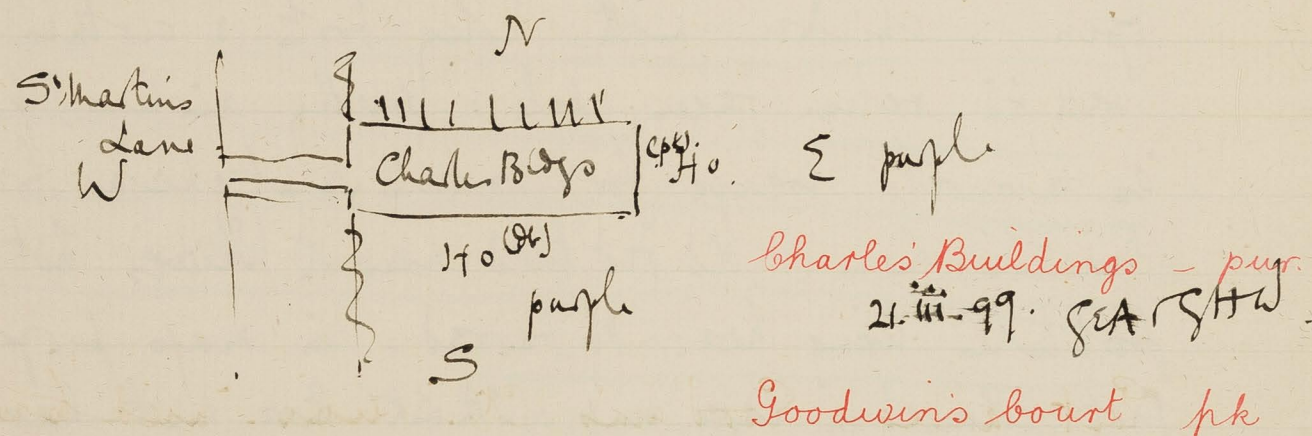 N
St Martins
Lane
W
Charles Bldgs
Ho.
E purple
Ho
purple
S
Charles' Buildings - pur.
21.iii.99. GEA & GHW
Goodwin's Court pk